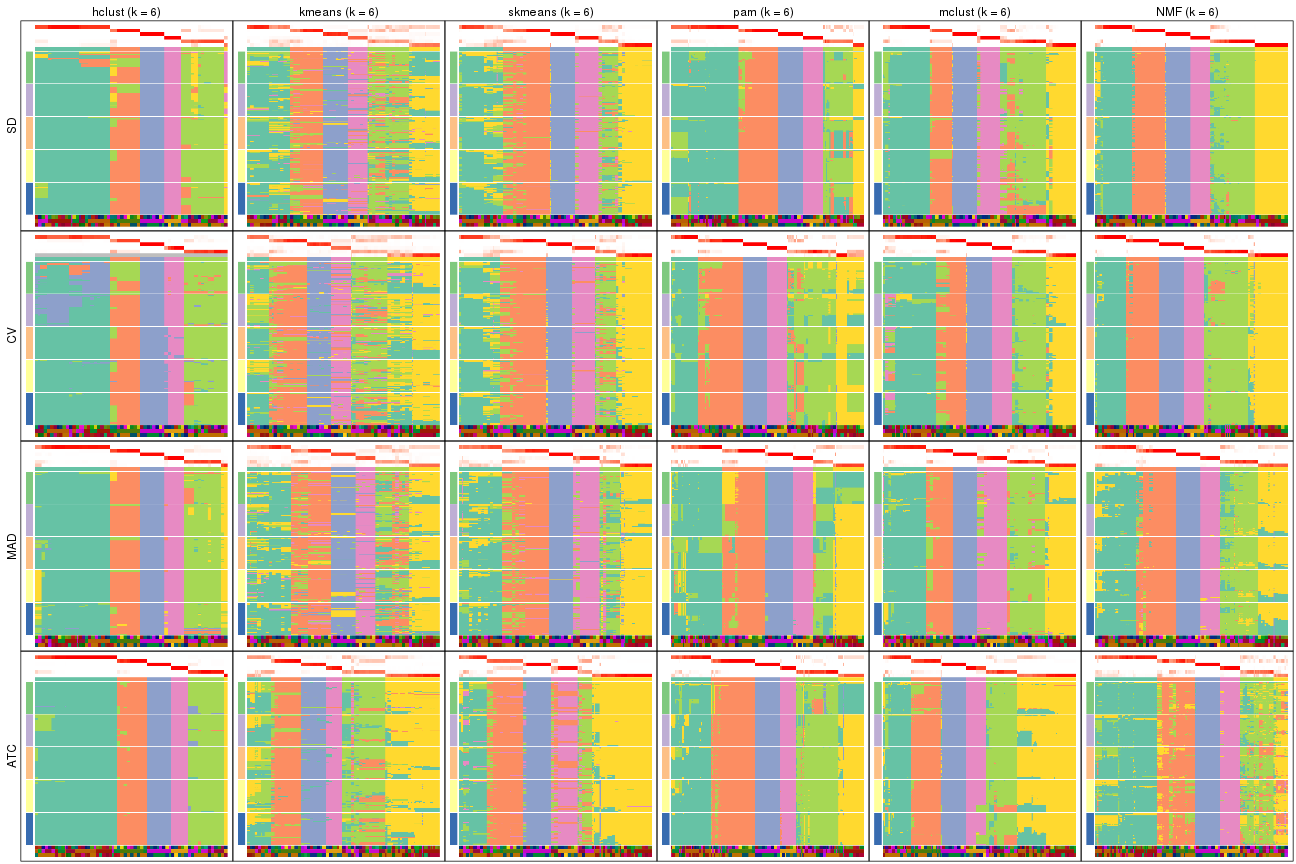 hclust (k = 6)
kmeans (k = 6)
skmeans (k = 6)
pam (k = 6)
mclust (k = 6)
NMF (k = 6)
SD
CV
MAD
ATC